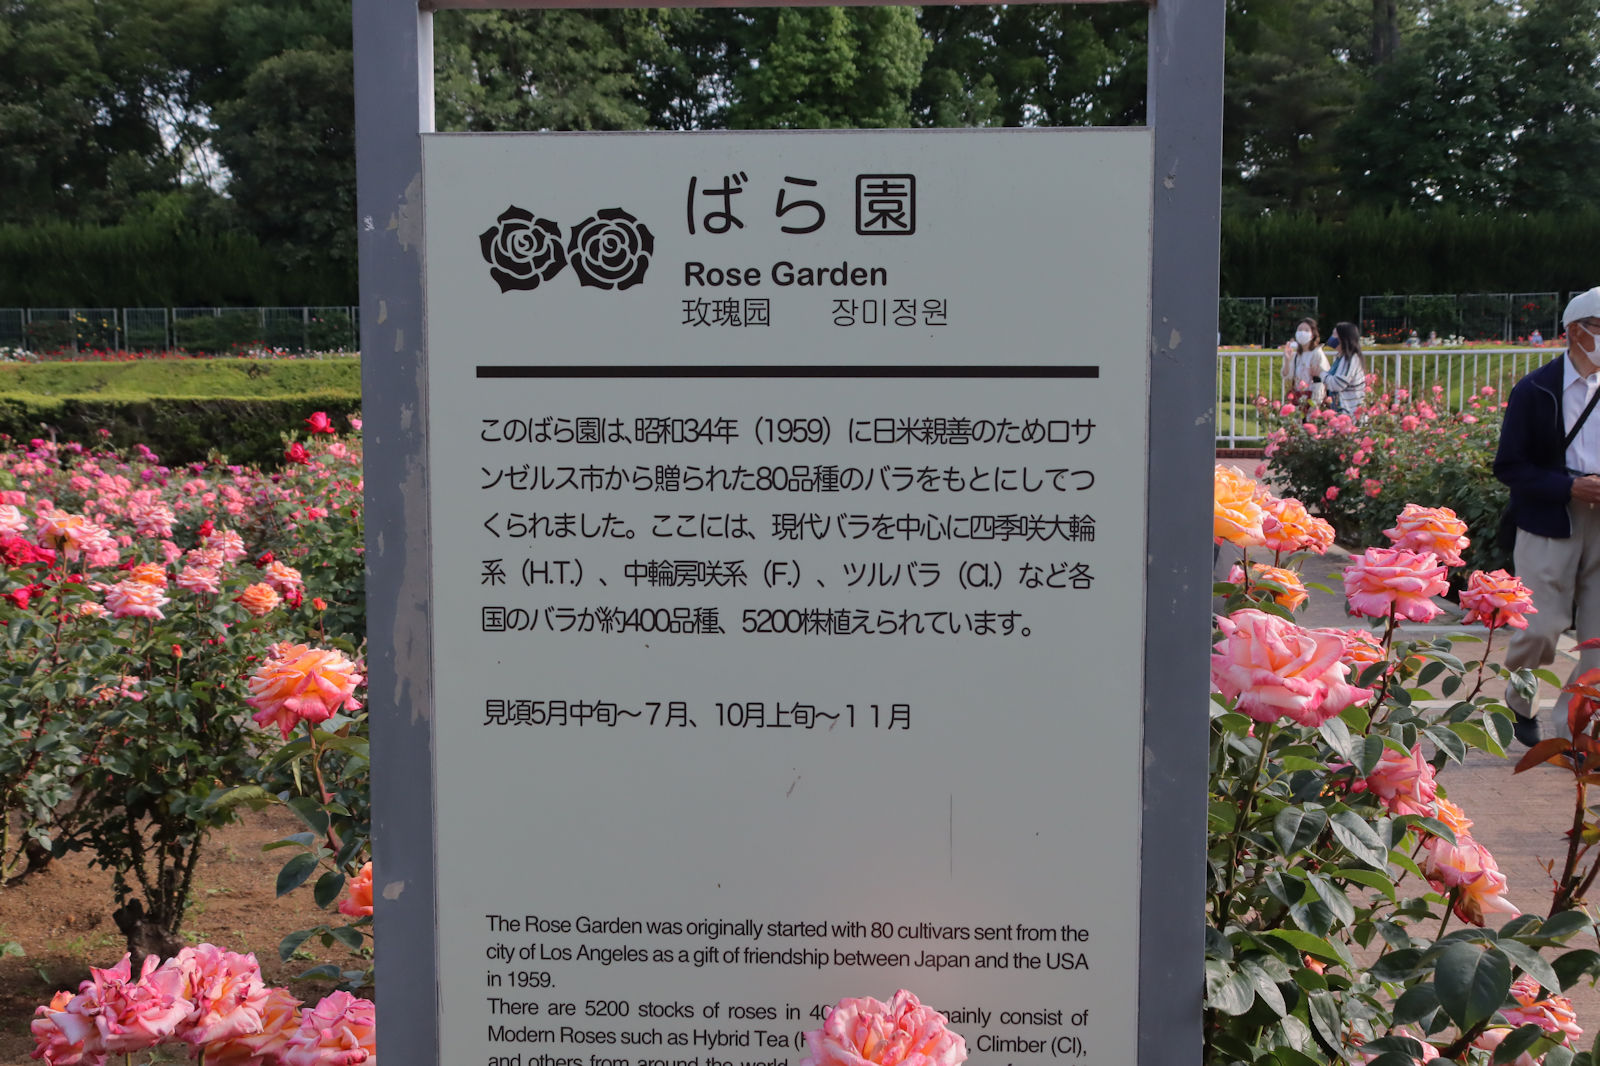 ばら園
Rose Garden
玫瑰园 장미정원
このばら園は、昭和34年（1959）に日米親善のためロサ
ンゼルス市から贈られた80品種のバラをもとにしてつ
くられました。ここには、現代バラを中心に四季咲大輪
系（H.T.）、中輪房咲系（F.）、ツルバラ（Cl.）など各
国のバラが約400品種、5200株植えられています。
見頃5月中旬～７月、10月上旬～１１月
The Rose Garden was originally started with 80 cultivars sent from the
city of Los Angeles as a gift of friendship between Japan and the USA
in 1959.
There are 5200 stocks of roses in consist of
Modern Roses such as Hybrid Tea Climber (Cl),
and others from around the world